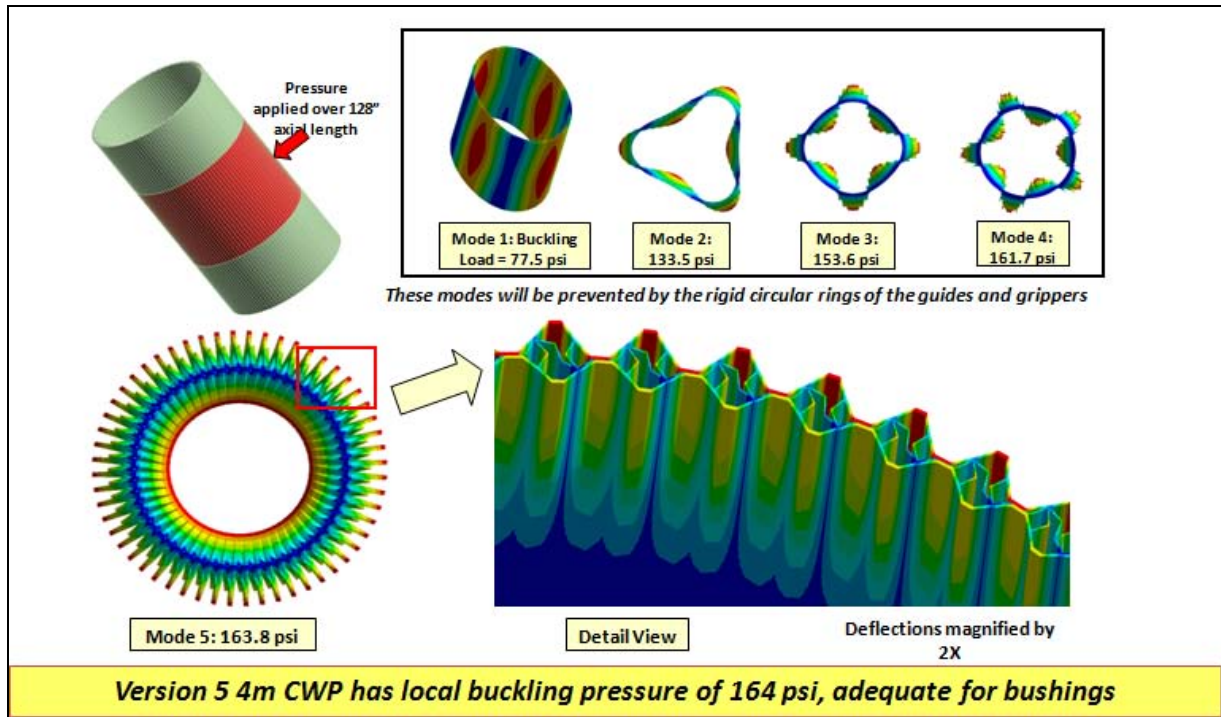 Pressure
applied over 128”
axial length
Mode 1: Buckling
Load = 77.5 psi
Mode 2:
133.5 psi
Mode 3:
153.6 psi
Mode 4:
161.7 psi
These modes will be prevented by the rigid circular rings of the guides and grippers
Mode 5: 163.8 psi
Detail View
Deflections magnified by
2X
Version 5 4m CWP has local buckling pressure of 164 psi, adequate for bushings